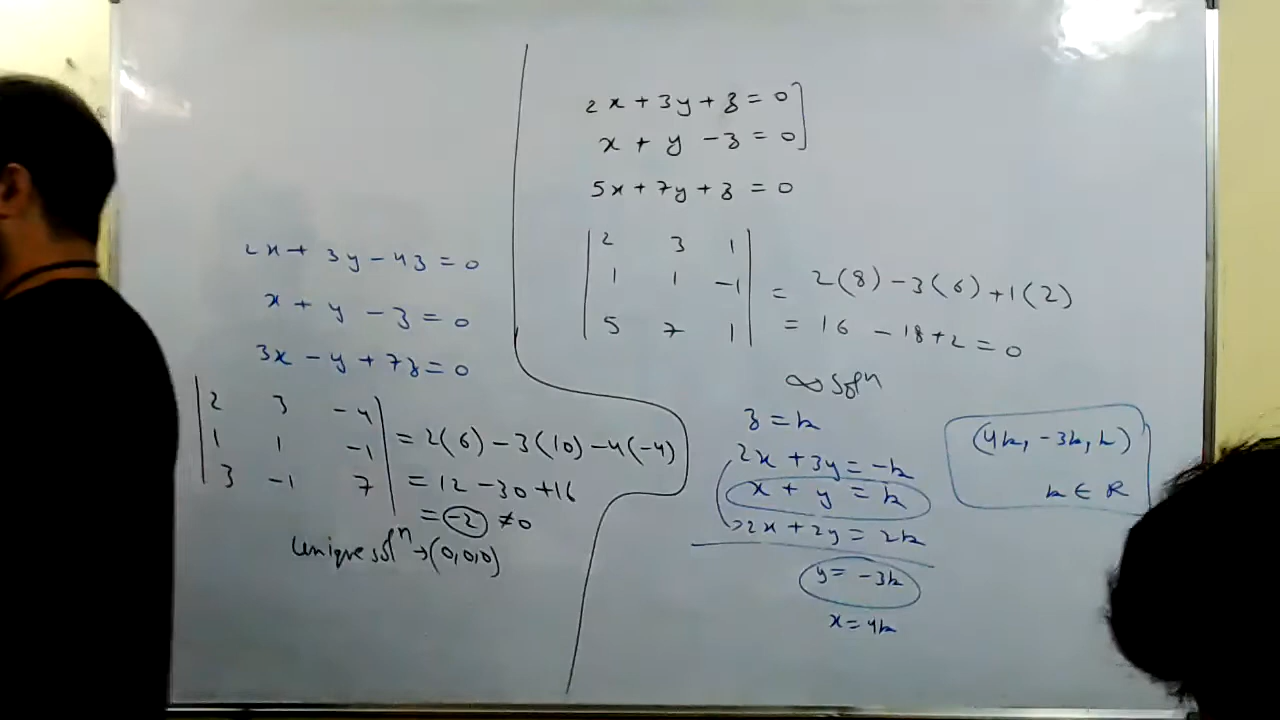 2x + 3y - 4z = 0
x + y - z = 0
3x - y + 7z = 0
| 2 3 -4 |
| 1 1 -1 | = 2(6) - 3(10) - 4(-4)
| 3 -1 7 | = 12 - 30 + 16
= -2 ≠ 0
Unique solⁿ → (0,0,0)
2x + 3y + z = 0
x + y - z = 0
5x + 7y + z = 0
| 2 3 1 |
| 1 1 -1 | = 2(8) - 3(6) + 1(2)
| 5 7 1 | = 16 - 18 + 2 = 0
∞ solⁿ
z = k
2x + 3y = -k
x + y = k
2x + 2y = 2k
y = -3k
x = 4k
(4k, -3k, k)
k ∈ R